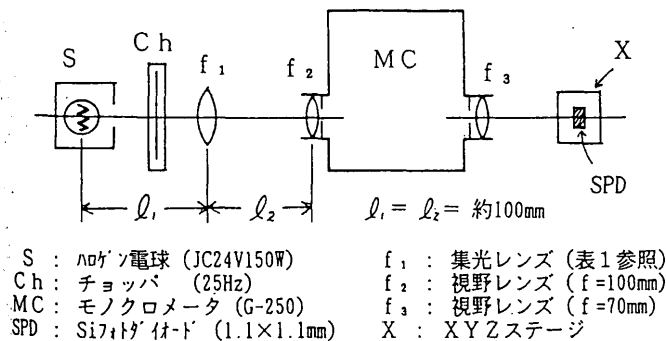 S
Ch
f₁
f₂
MC
f₃
X
SPD
ℓ₁
ℓ₂
ℓ₁ = ℓ₂ = 約100mm
S : ハロゲン電球 (JC24V150W)
Ch : チョッパ (25Hz)
MC : モノクロメータ (G-250)
SPD : Siフォトダイオード (1.1×1.1mm)
f₁ : 集光レンズ (表1参照)
f₂ : 視野レンズ (f=100mm)
f₃ : 視野レンズ (f=70mm)
X : XYZステージ